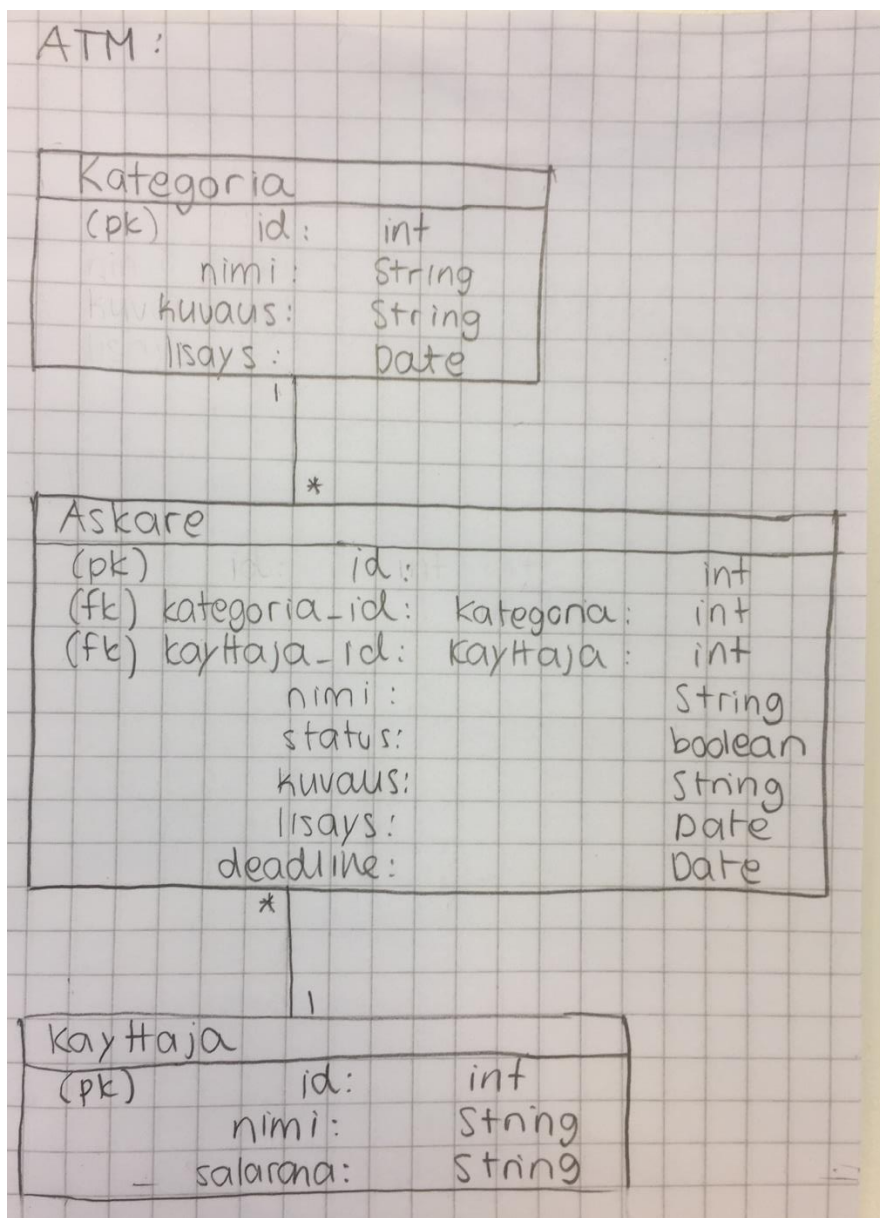 ATM:
Kategoria
(pk) id: int
nimi: String
kuvaus: String
lisays: Date
1
*
Askare
(pk) id: int
(fk) kategoria_id: Kategoria: int
(fk) kayttaja_id: Kayttaja: int
nimi: String
status: boolean
kuvaus: String
lisays: Date
deadline: Date
*
1
Kayttaja
(pk) id: int
nimi: String
salarana: String